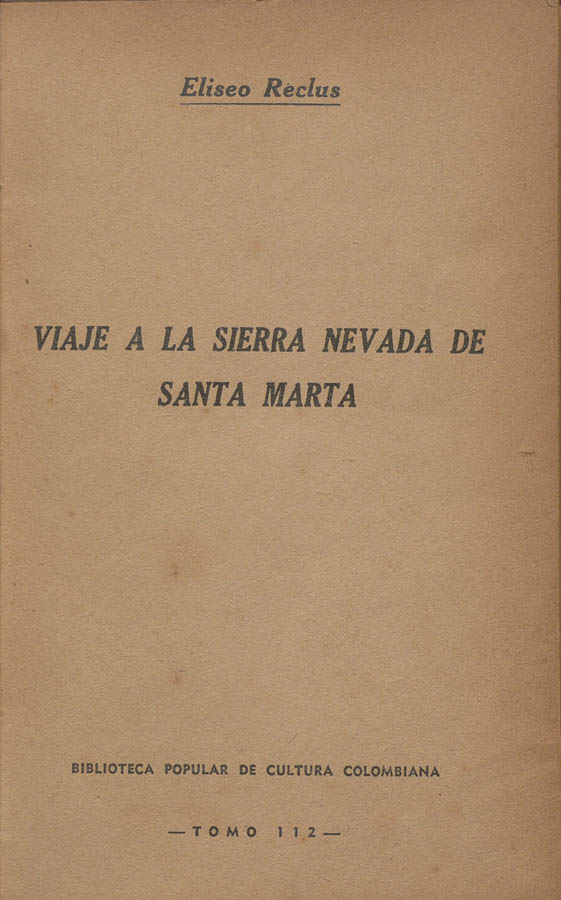 Eliseo Reclus
VIAJE A LA SIERRA NEVADA DE
SANTA MARTA
BIBLIOTECA POPULAR DE CULTURA COLOMBIANA
—TOMO 112—